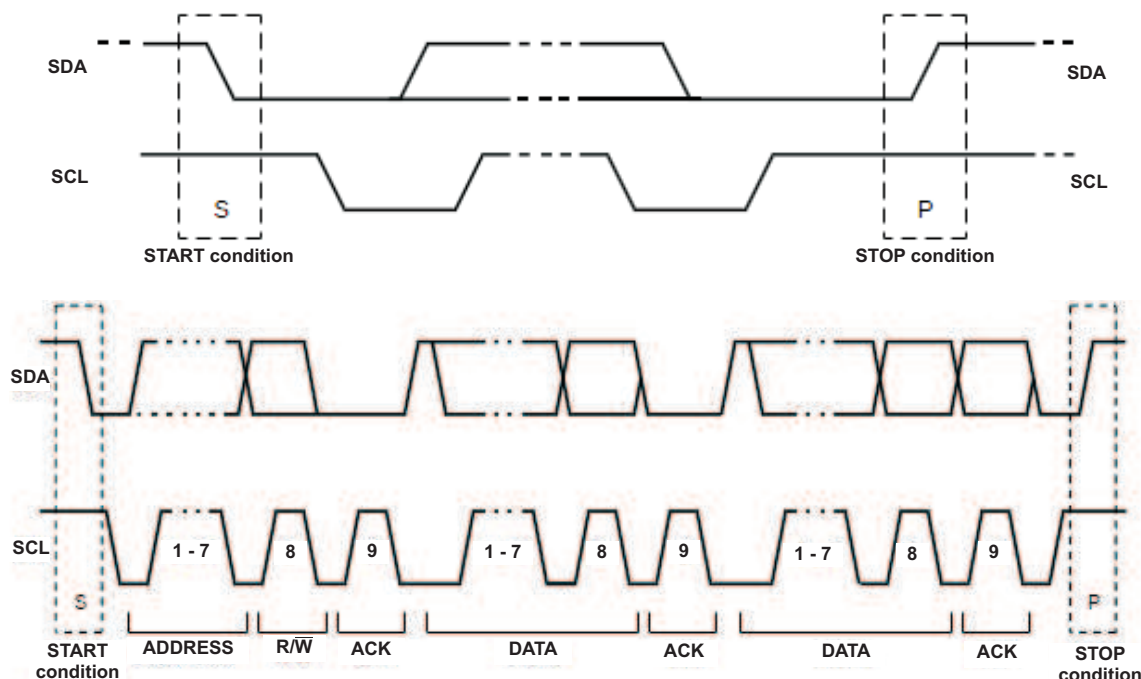 SDA
SDA
SCL
SCL
S
P
START condition
STOP condition
SDA
SCL
1 - 7
8
9
1 - 7
8
9
1 - 7
8
9
S
P
START
condition
ADDRESS
R/W̅
ACK
DATA
ACK
DATA
ACK
STOP
condition